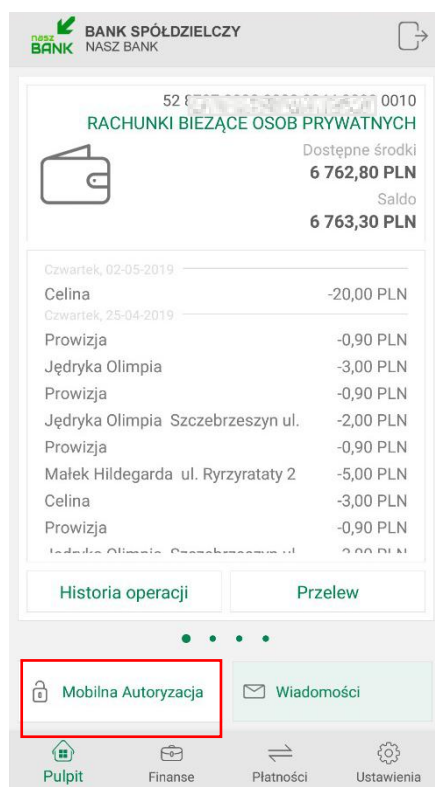 nasz BANK
BANK SPÓŁDZIELCZY
NASZ BANK
52 8 0010
RACHUNKI BIEZĄCE OSOB PRYWATNYCH
Dostępne środki
6 762,80 PLN
Saldo
6 763,30 PLN
Czwartek, 02-05-2019
Celina -20,00 PLN
Czwartek, 25-04-2019
Prowizja -0,90 PLN
Jędryka Olimpia -3,00 PLN
Prowizja -0,90 PLN
Jędryka Olimpia Szczebrzeszyn ul. -2,00 PLN
Prowizja -0,90 PLN
Małek Hildegarda ul. Ryrzyrataty 2 -5,00 PLN
Celina -3,00 PLN
Prowizja -0,90 PLN
Historia operacji Przelew
Mobilna Autoryzacja Wiadomości
Pulpit Finanse Płatności Ustawienia